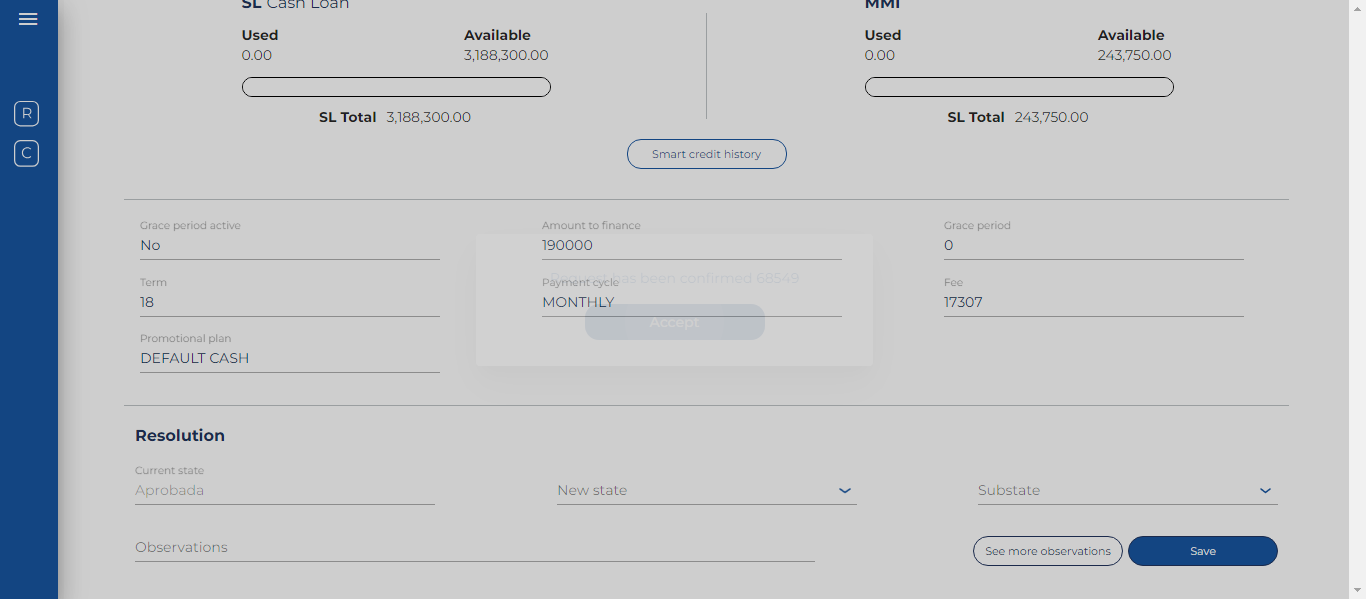 SL Cash Loan
MMI
Used Available
0.00 3,188,300.00
Used Available
0.00 243,750.00
SL Total 3,188,300.00
SL Total 243,750.00
R
C
Smart credit history
Grace period active
No
Amount to finance
190000
Grace period
0
Request has been confirmed 68549
Term
18
Payment cycle
MONTHLY
Fee
17307
Accept
Promotional plan
DEFAULT CASH
Resolution
Current state
Aprobada
New state
Substate
Observations
See more observations
Save